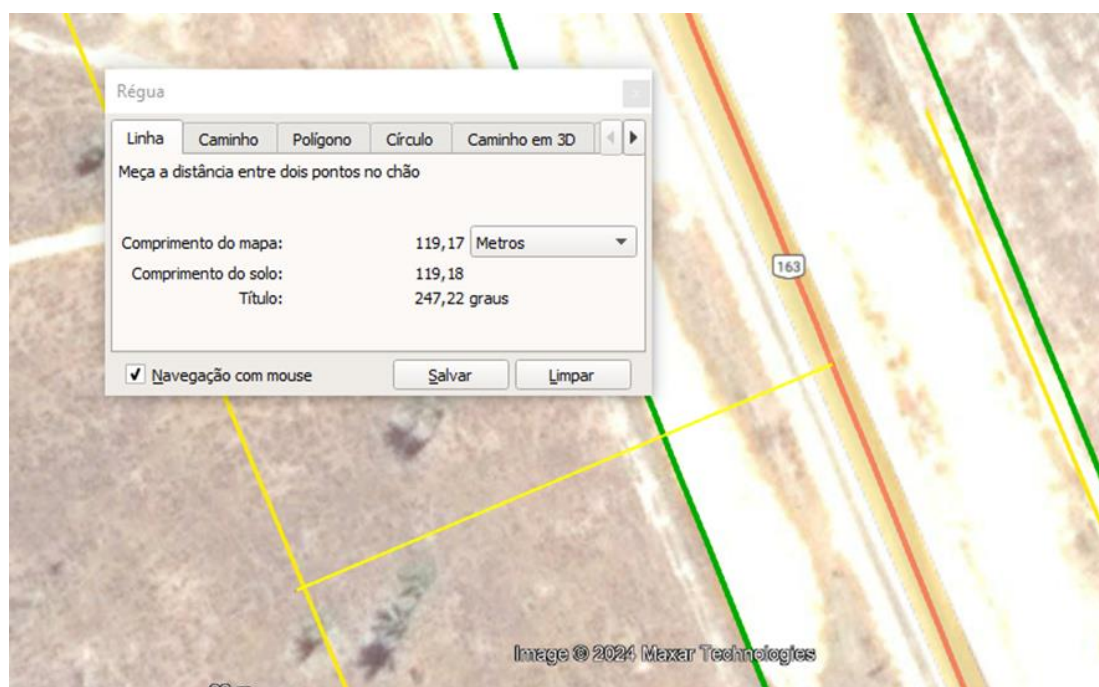 Régua
Linha Caminho Polígono Círculo Caminho em 3D
Meça a distância entre dois pontos no chão
Comprimento do mapa: 119,17 Metros
Comprimento do solo: 119,18
Título: 247,22 graus
163
Navegação com mouse Salvar Limpar
Image © 2024 Maxar Technologies